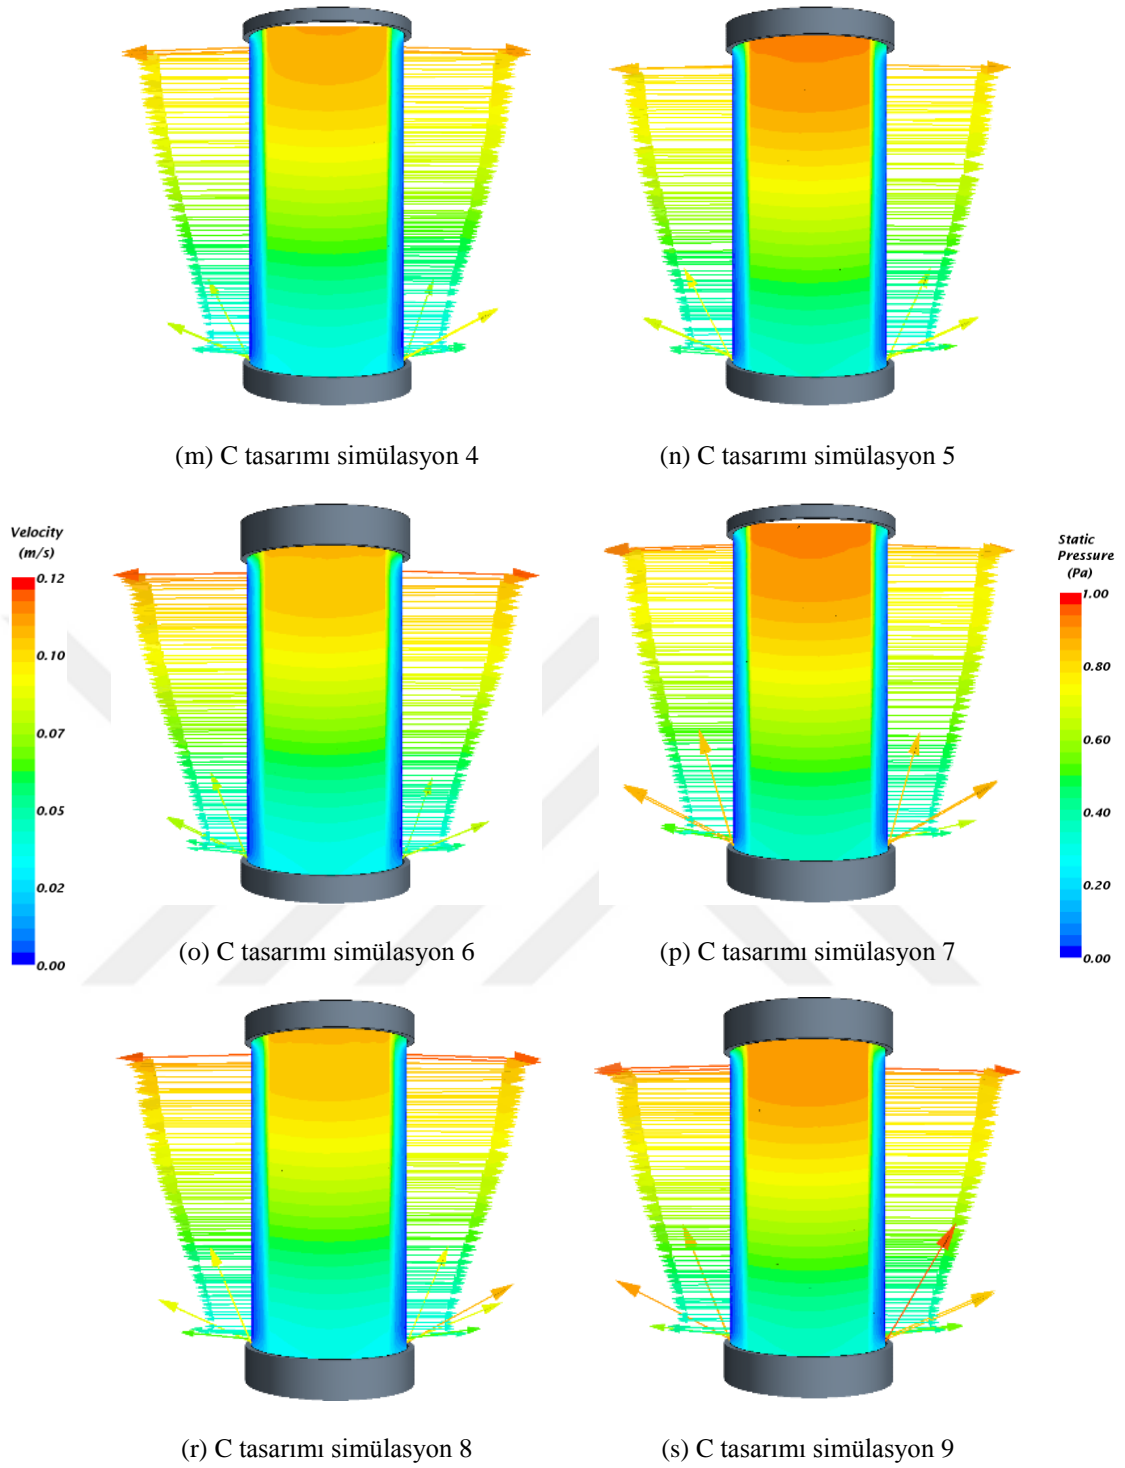 (m) C tasarımı simülasyon 4
(n) C tasarımı simülasyon 5
Velocity
(m/s)
0.12
0.10
0.07
0.05
0.02
0.00
Static
Pressure
(Pa)
1.00
0.80
0.60
0.40
0.20
0.00
(o) C tasarımı simülasyon 6
(p) C tasarımı simülasyon 7
(r) C tasarımı simülasyon 8
(s) C tasarımı simülasyon 9